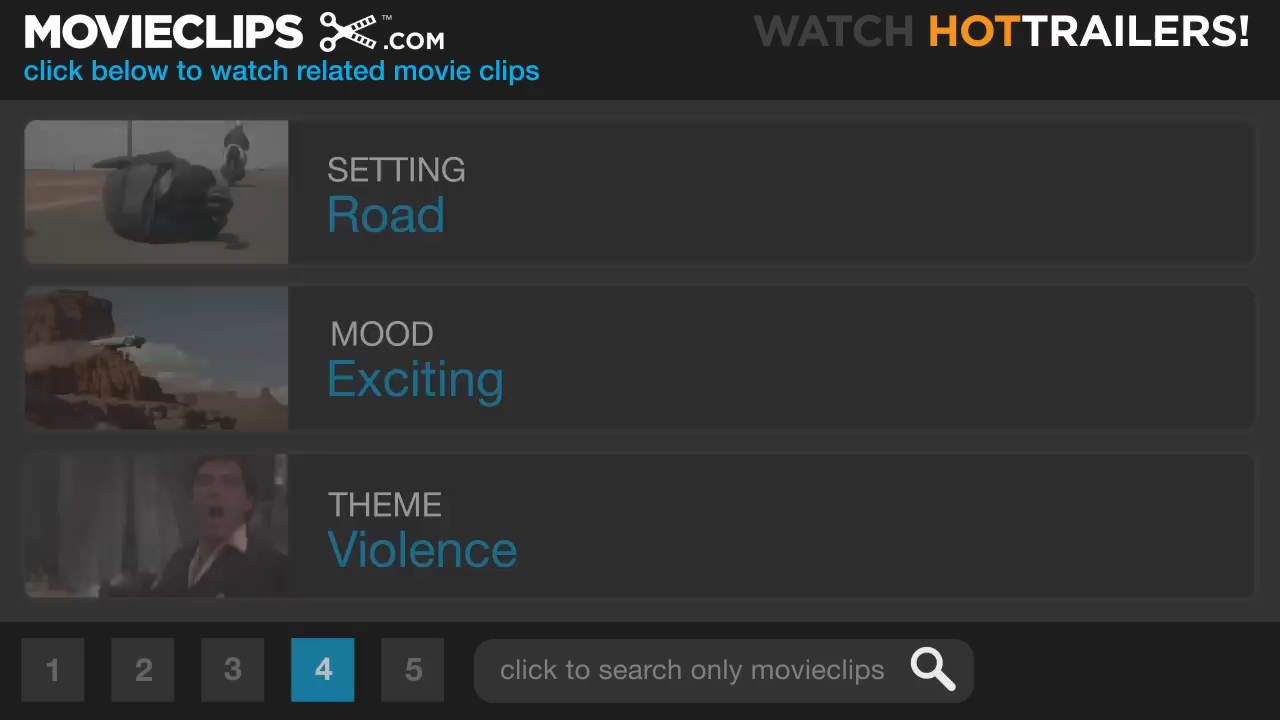 MOVIECLIPS ™ .COM
WATCH HOTTRAILERS!
click below to watch related movie clips
SETTING
Road
MOOD
Exciting
THEME
Violence
1 2 3 4 5
click to search only movieclips